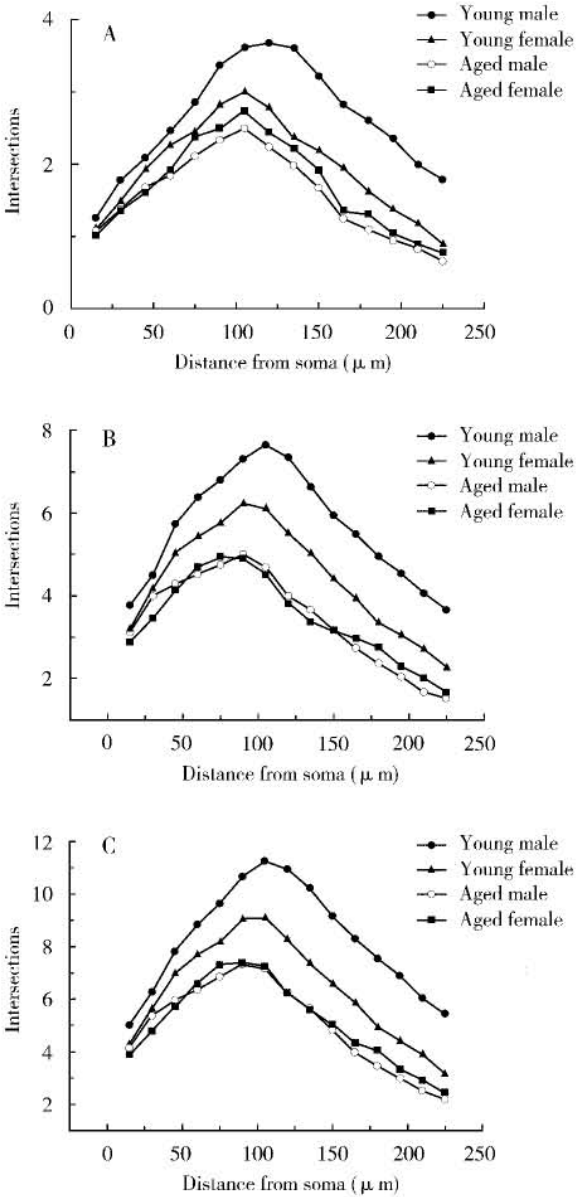 A
Young male
Young female
Aged male
Aged female
Intersections
4
2
0
0 50 100 150 200 250
Distance from soma ( μ m)
B
Young male
Young female
Aged male
Aged female
Intersections
8
6
4
2
0 50 100 150 200 250
Distance from soma ( μ m)
C
Young male
Young female
Aged male
Aged female
Intersections
12
10
8
6
4
2
0 50 100 150 200 250
Distance from soma ( μ m)